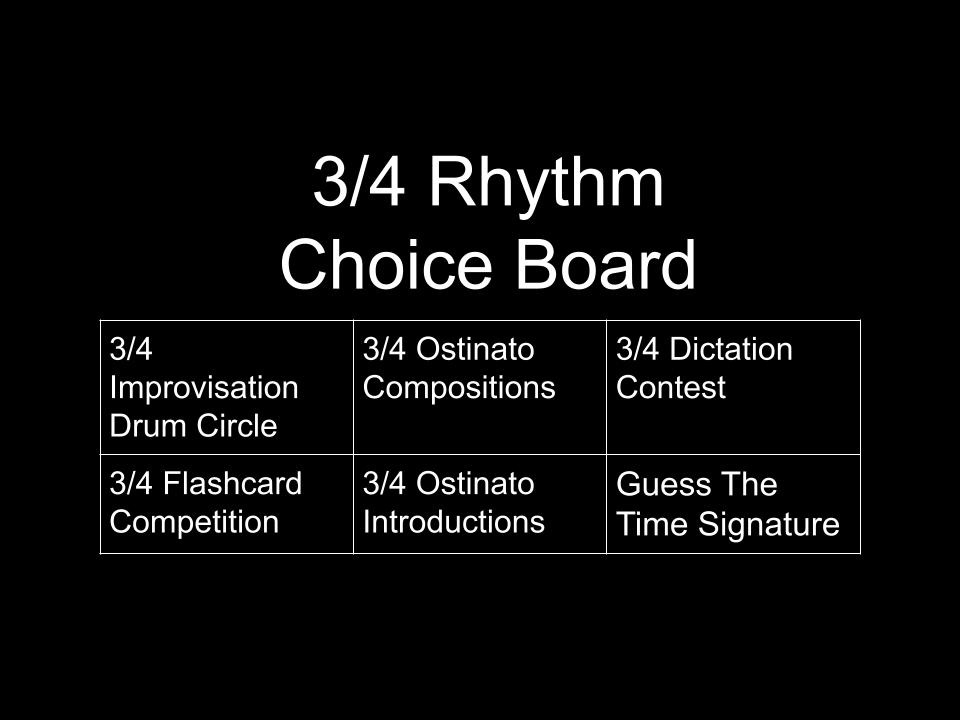 3/4 Rhythm
Choice Board
3/4
Improvisation
Drum Circle
3/4 Ostinato
Compositions
3/4 Dictation
Contest
3/4 Flashcard
Competition
3/4 Ostinato
Introductions
Guess The
Time Signature